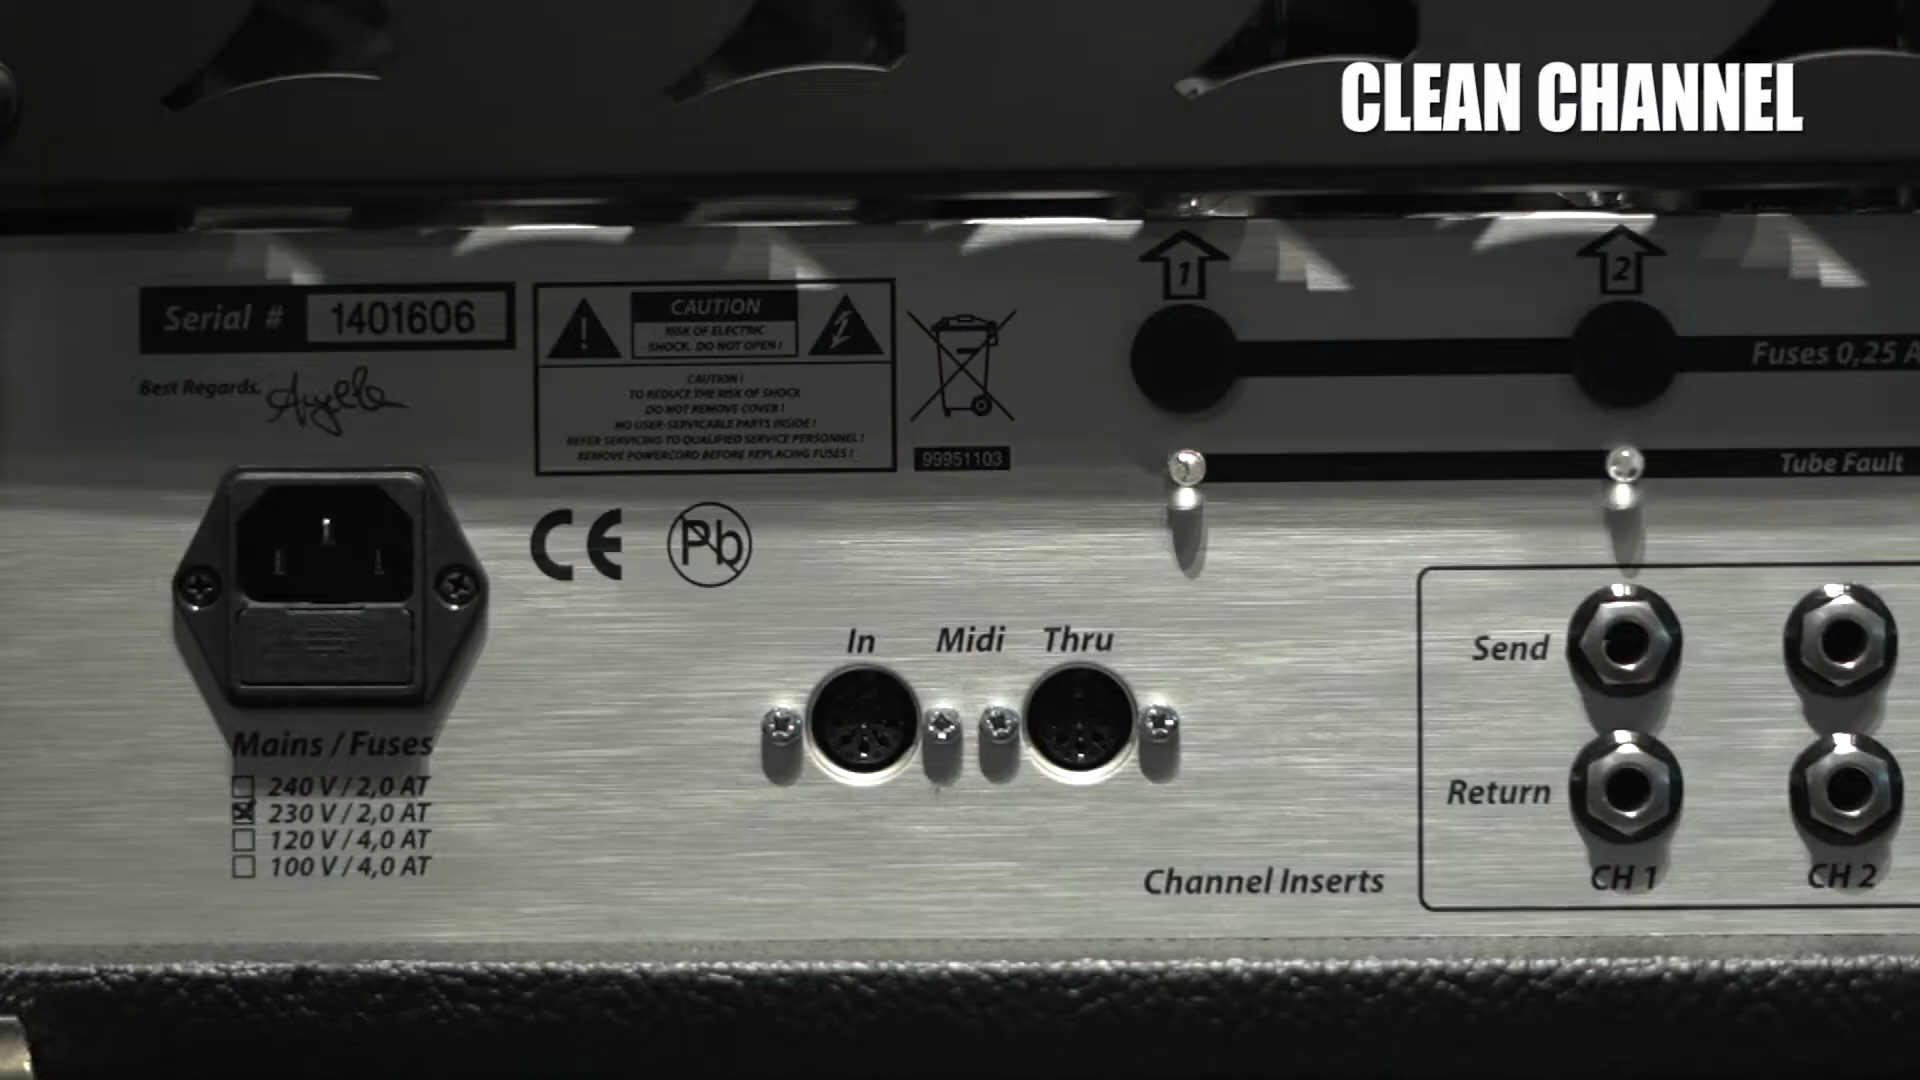 CLEAN CHANNEL
1
2
Serial # 1401606
CAUTION
RISK OF ELECTRIC
SHOCK, DO NOT OPEN !
Best Regards,
CAUTION !
TO REDUCE THE RISK OF SHOCK
DO NOT REMOVE COVER !
NO USER-SERVICABLE PARTS INSIDE !
REFER SERVICING TO QUALIFIED SERVICE PERSONNEL !
REMOVE POWERCORD BEFORE REPLACING FUSES !
99951103
Fuses 0,25 A
Tube Fault
CE
Pb
In Midi Thru
Send
Return
Mains / Fuses
240 V / 2,0 AT
230 V / 2,0 AT
120 V / 4,0 AT
100 V / 4,0 AT
Channel Inserts
CH 1
CH 2